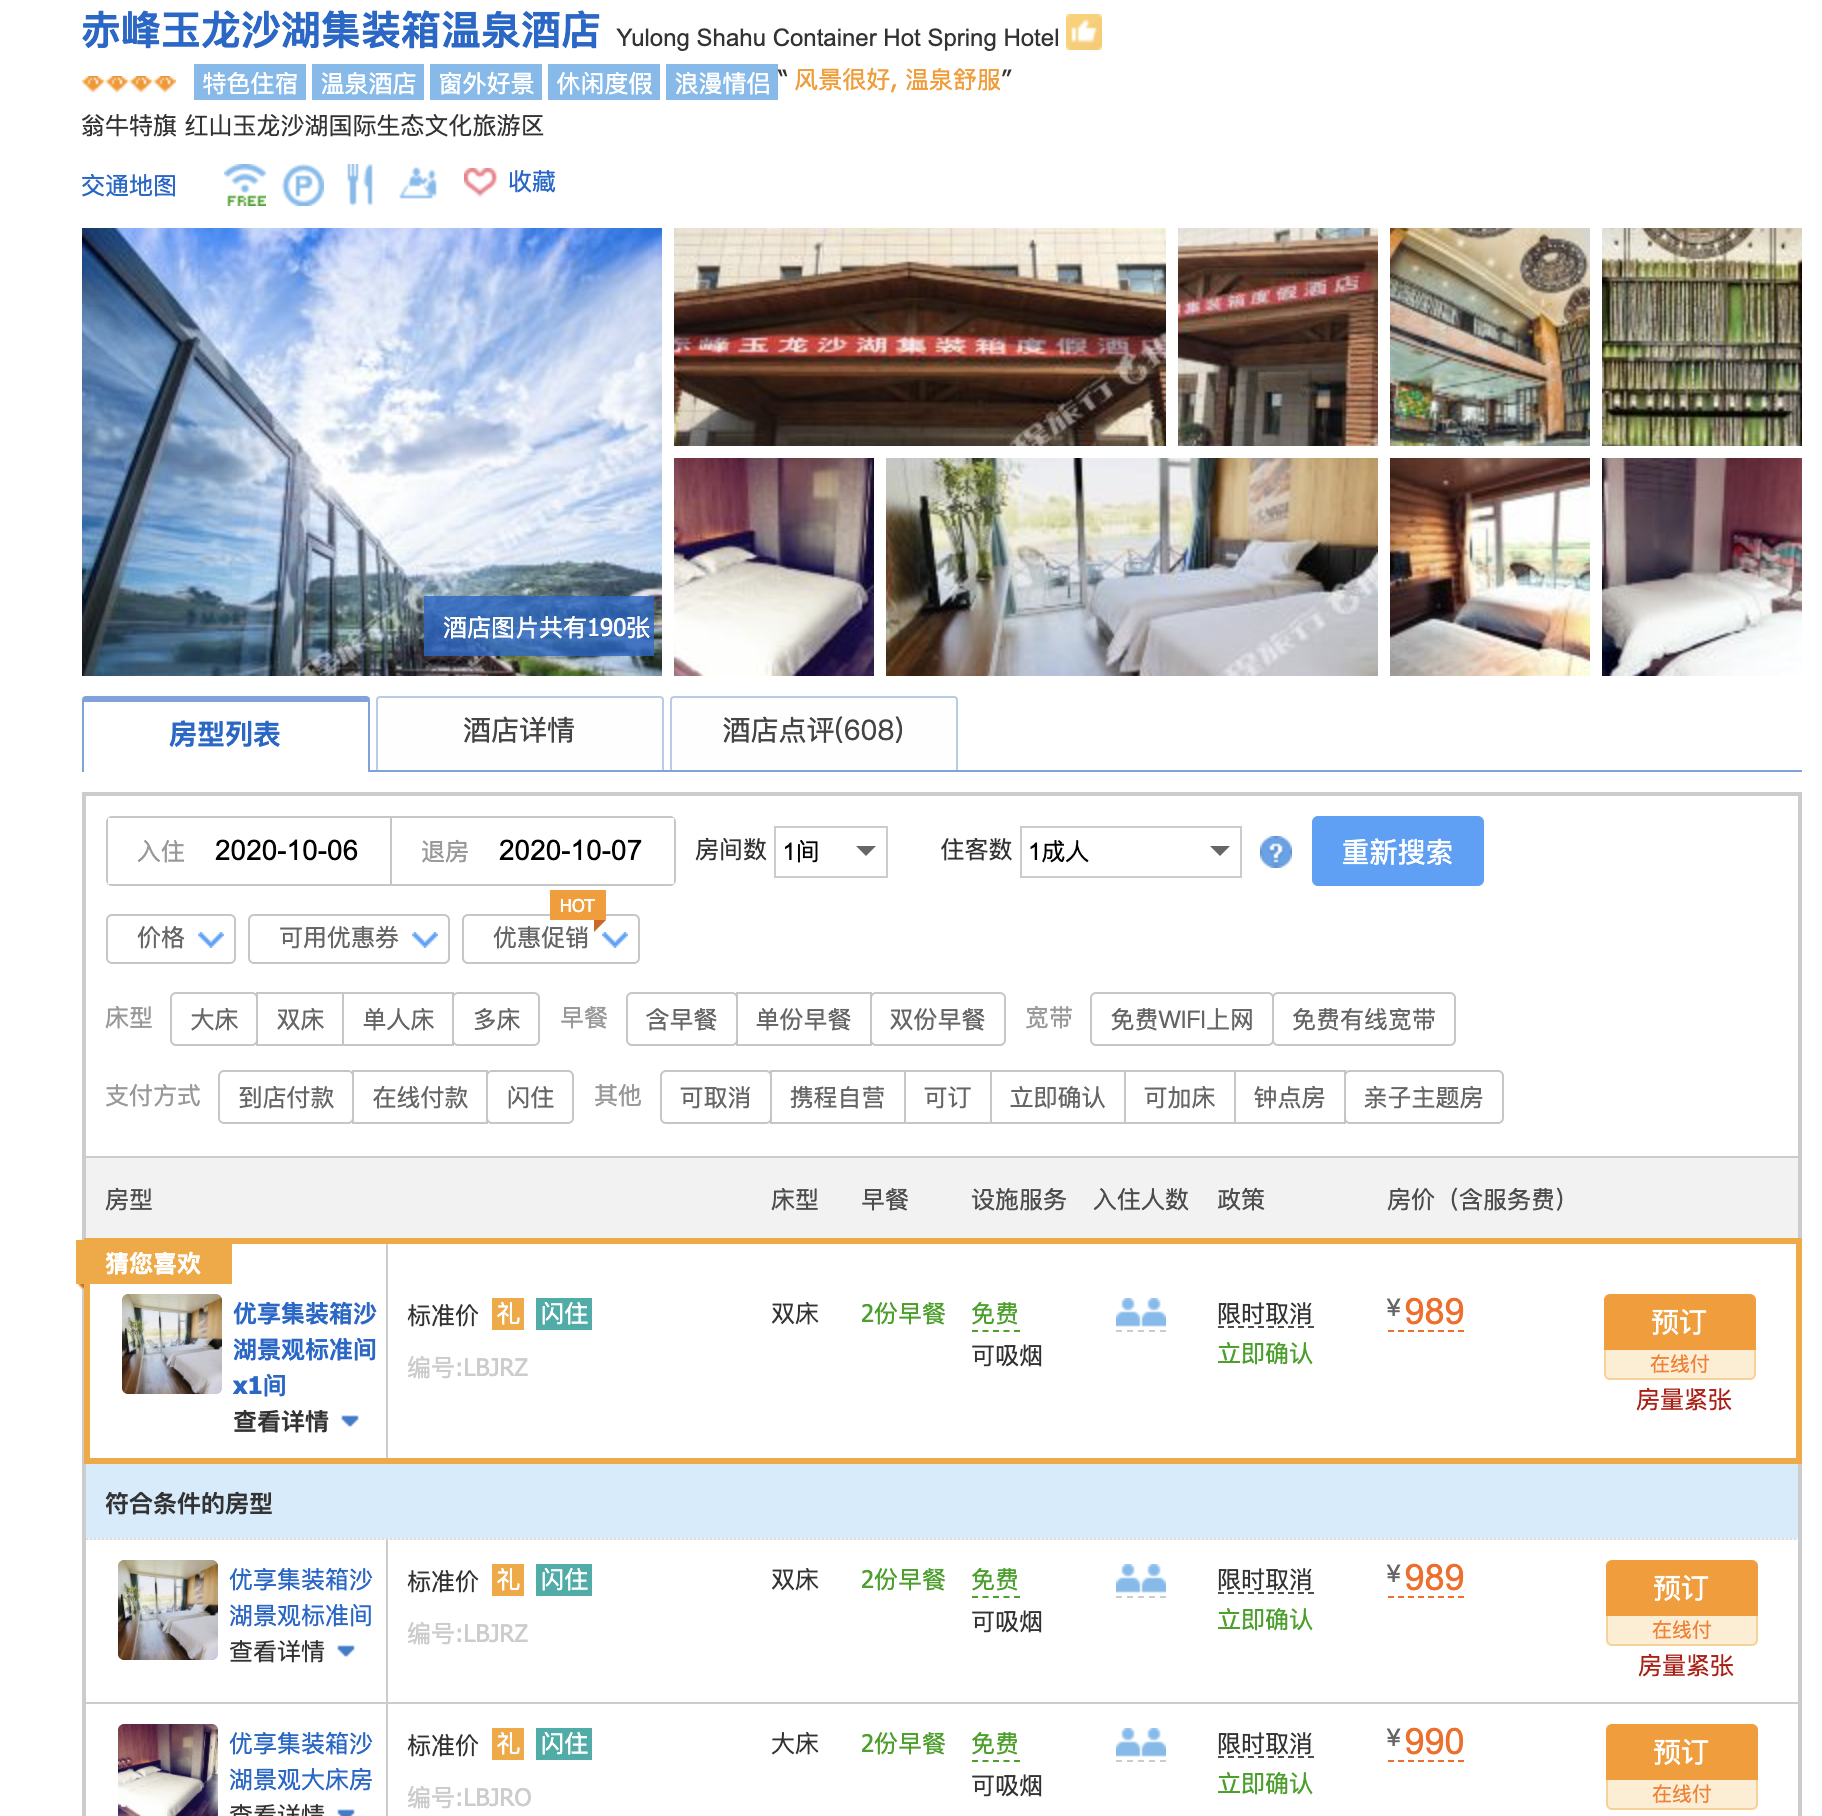 赤峰玉龙沙湖集装箱温泉酒店 Yulong Shahu Container Hot Spring Hotel
特色住宿 温泉酒店 窗外好景 休闲度假 浪漫情侣 “ 风景很好, 温泉舒服”
翁牛特旗 红山玉龙沙湖国际生态文化旅游区
交通地图 FREE P 收藏
赤峰玉龙沙湖集装箱度假酒店
集装箱度假酒店
酒店图片共有190张
房型列表 酒店详情 酒店点评(608)
入住 2020-10-06 退房 2020-10-07 房间数 1间 住客数 1成人 ? 重新搜索
HOT
价格 可用优惠券 优惠促销
床型 大床 双床 单人床 多床 早餐 含早餐 单份早餐 双份早餐 宽带 免费WIFI上网 免费有线宽带
支付方式 到店付款 在线付款 闪住 其他 可取消 携程自营 可订 立即确认 可加床 钟点房 亲子主题房
房型 床型 早餐 设施服务 入住人数 政策 房价（含服务费）
猜您喜欢
优享集装箱沙 标准价 礼 闪住 双床 2份早餐 免费 限时取消 ¥989 预订
湖景观标准间 编号:LBJRZ 可吸烟 立即确认 在线付
x1间 房量紧张
查看详情
符合条件的房型
优享集装箱沙 标准价 礼 闪住 双床 2份早餐 免费 限时取消 ¥989 预订
湖景观标准间 编号:LBJRZ 可吸烟 立即确认 在线付
查看详情 房量紧张
优享集装箱沙 标准价 礼 闪住 大床 2份早餐 免费 限时取消 ¥990 预订
湖景观大床房 编号:LBJRO 可吸烟 立即确认 在线付
查看详情